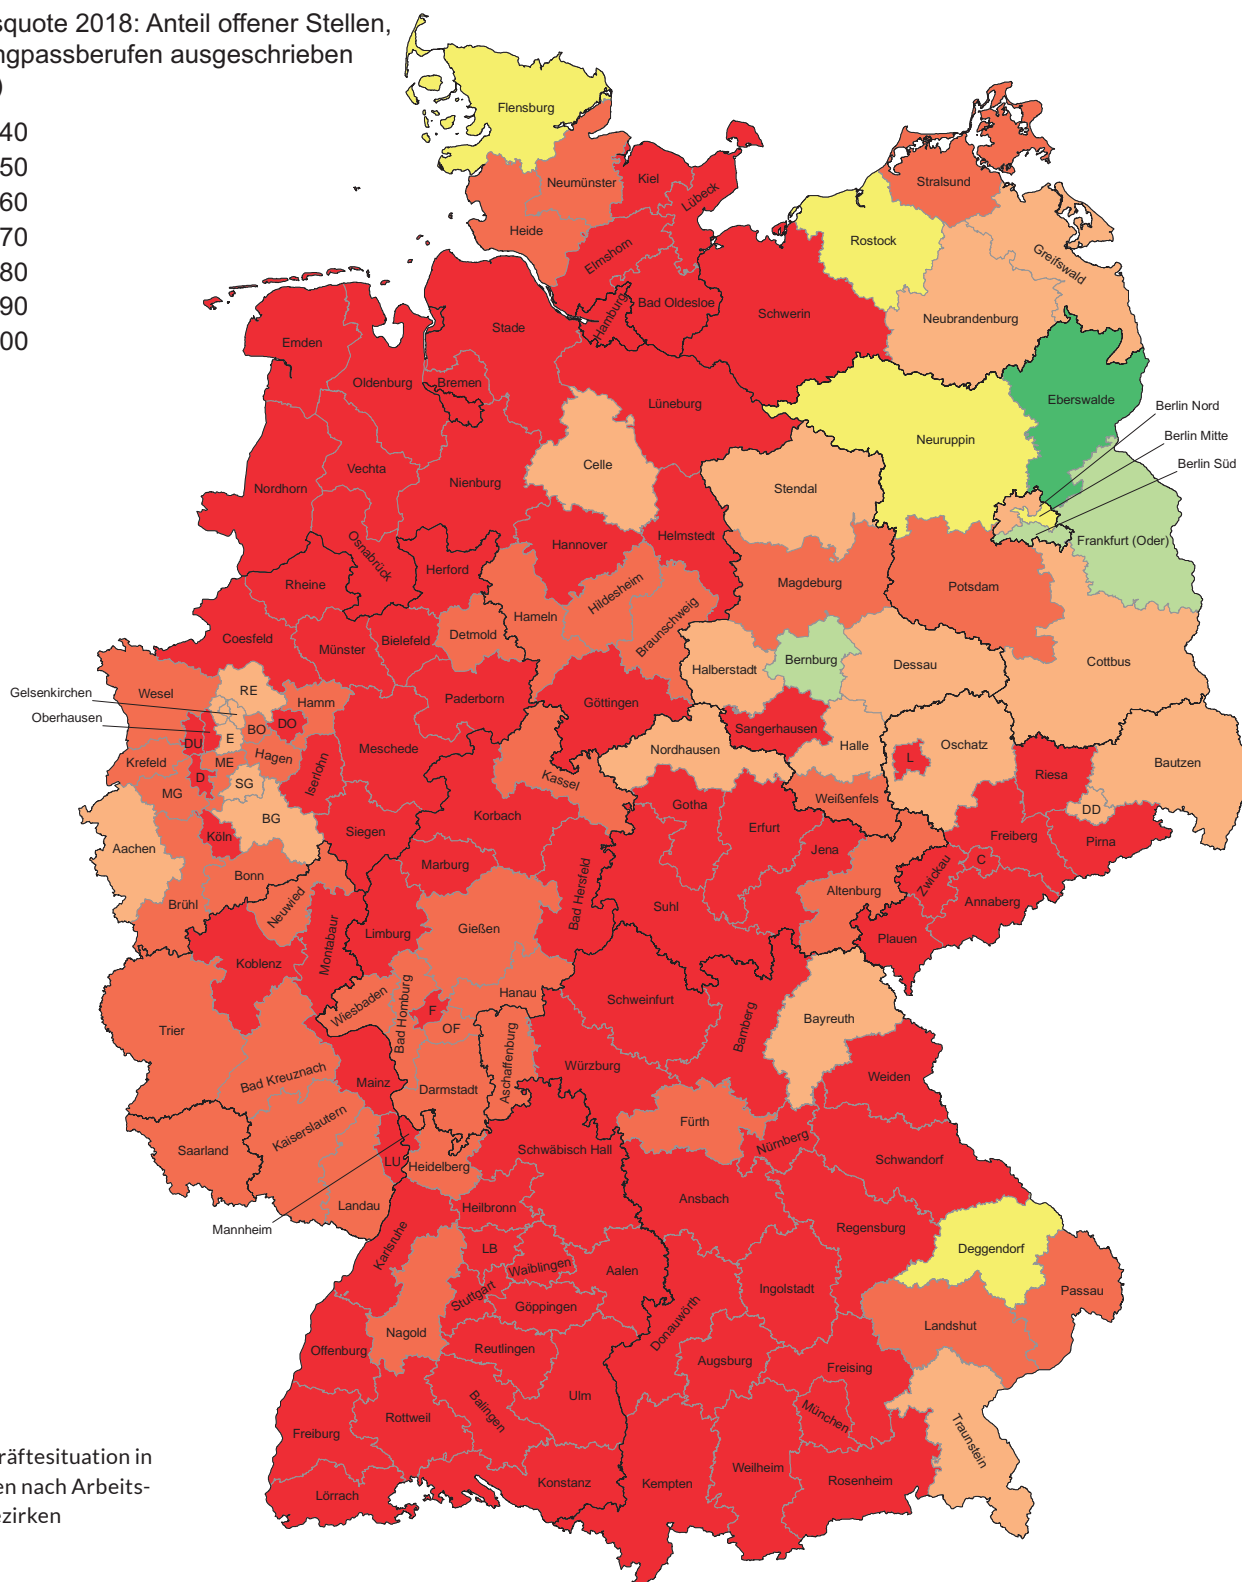 squote 2018: Anteil offener Stellen,
ngpassberufen ausgeschrieben
)
40
50
60
70
80
90
00
Flensburg
Neumünster
Kiel
Lübeck
Heide
Elmshorn
Hamburg
Bad Oldesloe
Stralsund
Rostock
Greifswald
Schwerin
Neubrandenburg
Emden
Stade
Oldenburg
Bremen
Lüneburg
Eberswalde
Berlin Nord
Neuruppin
Berlin Mitte
Berlin Süd
Celle
Vechta
Nordhorn
Nienburg
Stendal
Osnabrück
Hannover
Helmstedt
Frankfurt (Oder)
Rheine
Herford
Hildesheim
Magdeburg
Potsdam
Hameln
Braunschweig
Coesfeld
Münster
Bielefeld
Detmold
Halberstadt
Bernburg
Dessau
Cottbus
Gelsenkirchen
Wesel
RE
Hamm
Paderborn
Göttingen
Oberhausen
DU
E
BO
DO
Sangerhausen
Krefeld
ME
Hagen
Meschede
Nordhausen
Halle
Oschatz
L
Bautzen
MG
D
SG
Iserlohn
Kassel
Weißenfels
Riesa
DD
Aachen
Köln
BG
Siegen
Korbach
Gotha
Erfurt
Jena
Freiberg
Pirna
Bonn
Marburg
Bad Hersfeld
Altenburg
Zwickau
C
Annaberg
Brühl
Neuwied
Montabaur
Limburg
Gießen
Suhl
Plauen
Koblenz
Wiesbaden
Bad Homburg
Hanau
F
OF
Schweinfurt
Bamberg
Bayreuth
Trier
Bad Kreuznach
Mainz
Darmstadt
Aschaffenburg
Würzburg
Weiden
Kaiserslautern
Saarland
LU
Heidelberg
Schwäbisch Hall
Fürth
Nürnberg
Schwandorf
Landau
Mannheim
Karlsruhe
Heilbronn
Ansbach
Regensburg
LB
Waiblingen
Aalen
Deggendorf
Stuttgart
Göppingen
Donauwörth
Ingolstadt
Passau
Nagold
Landshut
Offenburg
Reutlingen
Augsburg
Freising
Ulm
Balingen
Rottweil
Freiburg
München
Traunstein
Lörrach
Konstanz
Kempten
Weilheim
Rosenheim
räftesituation in
en nach Arbeits-
ezirken